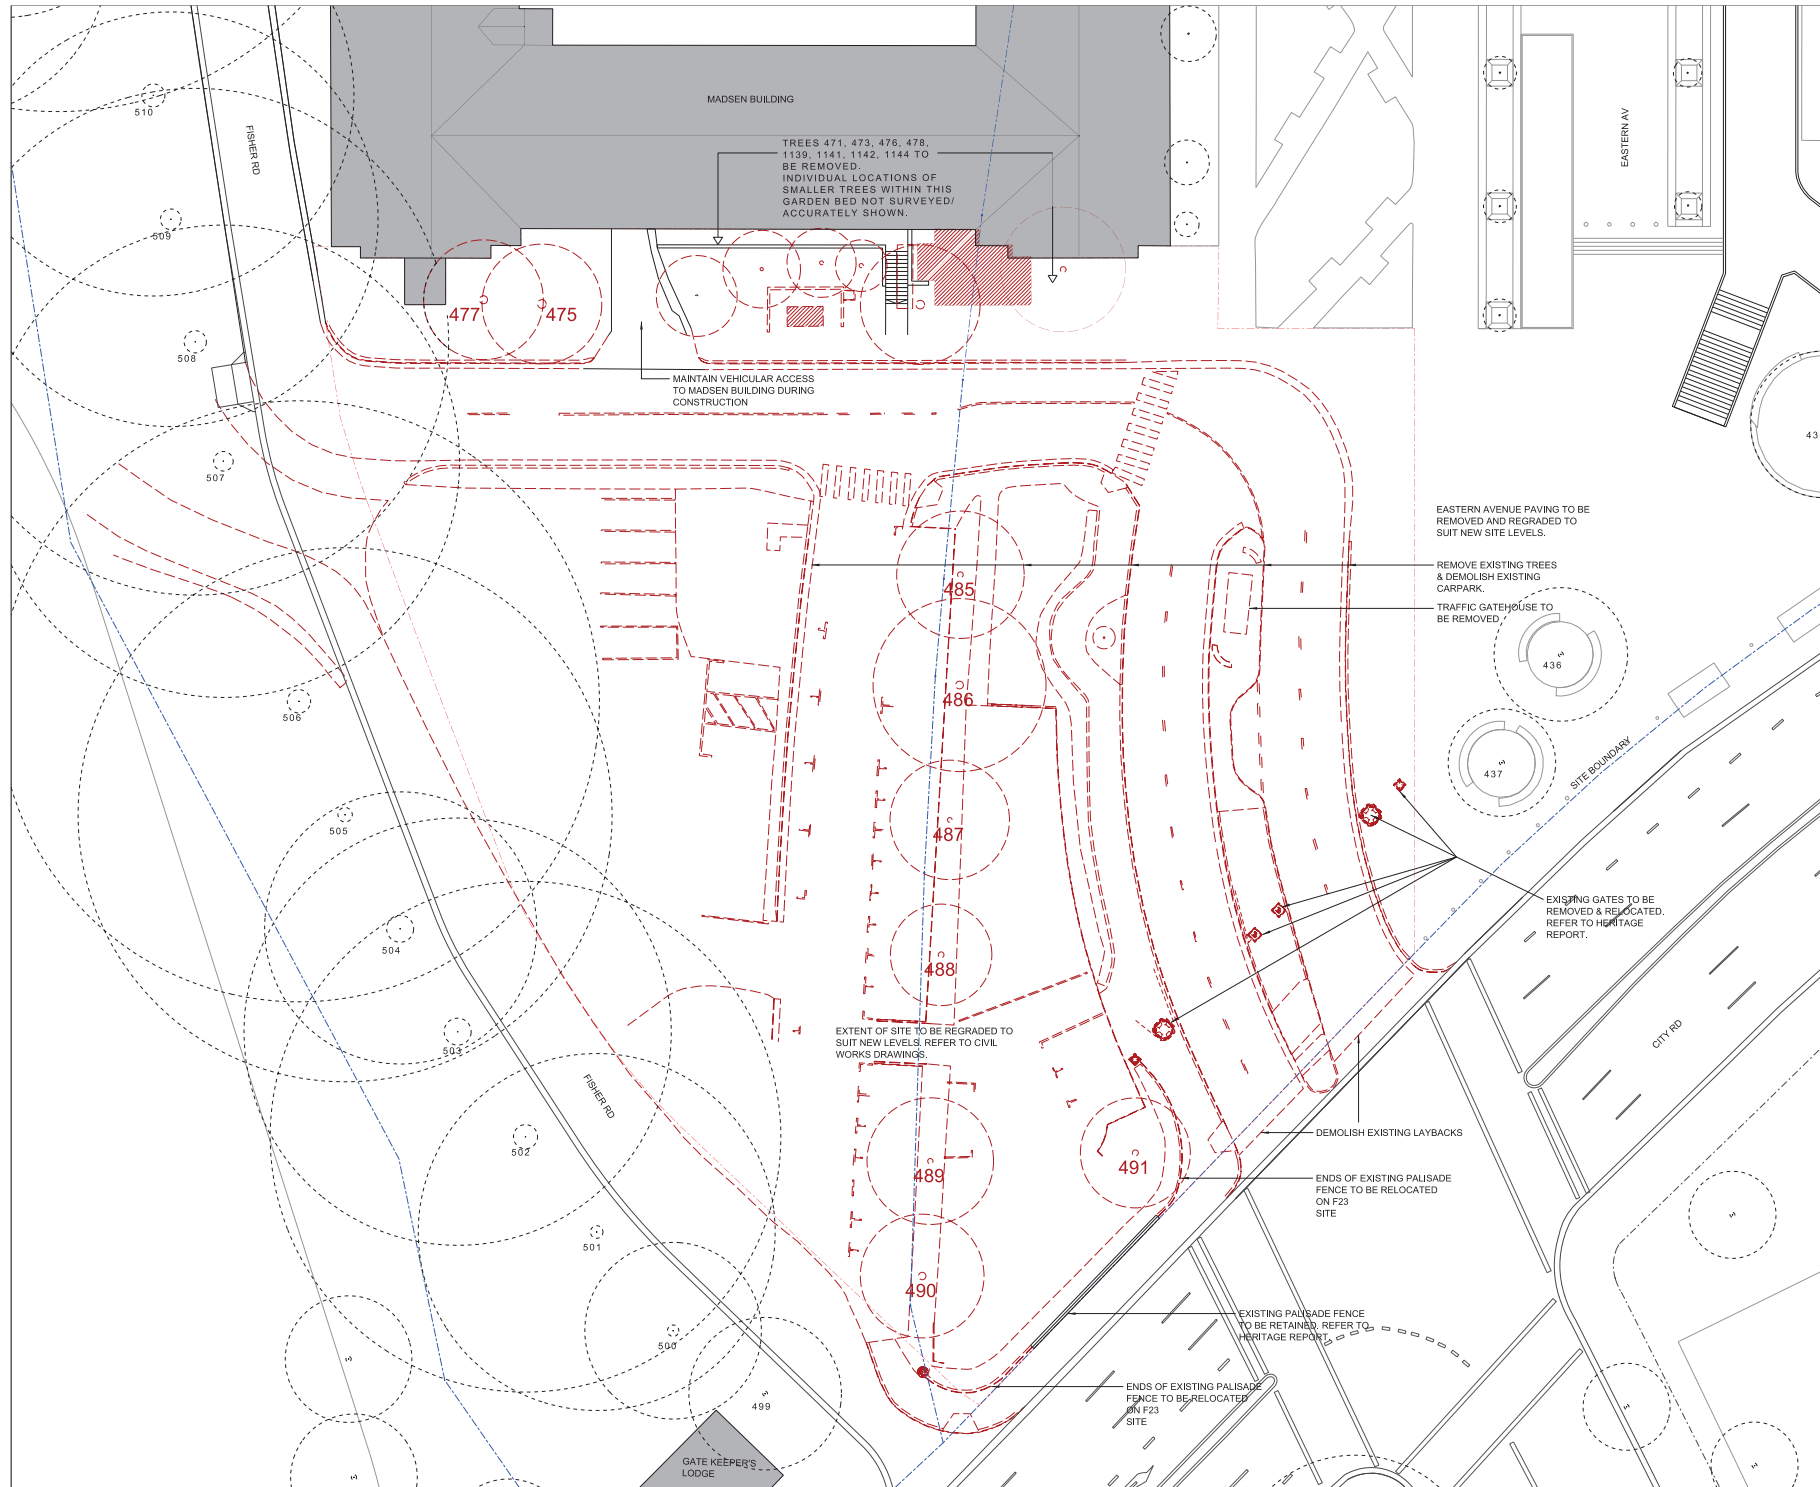 MADSEN BUILDING
510
FISHER RD
EASTERN AV
TREES 471, 473, 476, 478,
1139, 1141, 1142, 1144 TO
BE REMOVED.
INDIVIDUAL LOCATIONS OF
SMALLER TREES WITHIN THIS
GARDEN BED NOT SURVEYED/
ACCURATELY SHOWN.
509
477
475
508
MAINTAIN VEHICULAR ACCESS
TO MADSEN BUILDING DURING
CONSTRUCTION
43
507
EASTERN AVENUE PAVING TO BE
REMOVED AND REGRADED TO
SUIT NEW SITE LEVELS.
REMOVE EXISTING TREES
& DEMOLISH EXISTING
CARPARK.
TRAFFIC GATEHOUSE TO
BE REMOVED
485
436
486
506
SITE BOUNDARY
437
505
487
EXISTING GATES TO BE
REMOVED & RELOCATED.
REFER TO HERITAGE
REPORT.
504
488
EXTENT OF SITE TO BE REGRADED TO
SUIT NEW LEVELS. REFER TO CIVIL
WORKS DRAWINGS.
503
CITY RD
FISHER RD
DEMOLISH EXISTING LAYBACKS
502
489
491
ENDS OF EXISTING PALISADE
FENCE TO BE RELOCATED
ON F23
SITE
501
490
EXISTING PALISADE FENCE
TO BE RETAINED. REFER TO
HERITAGE REPORT.
500
ENDS OF EXISTING PALISADE
FENCE TO BE RELOCATED
ON F23
SITE
499
GATE KEEPER'S
LODGE